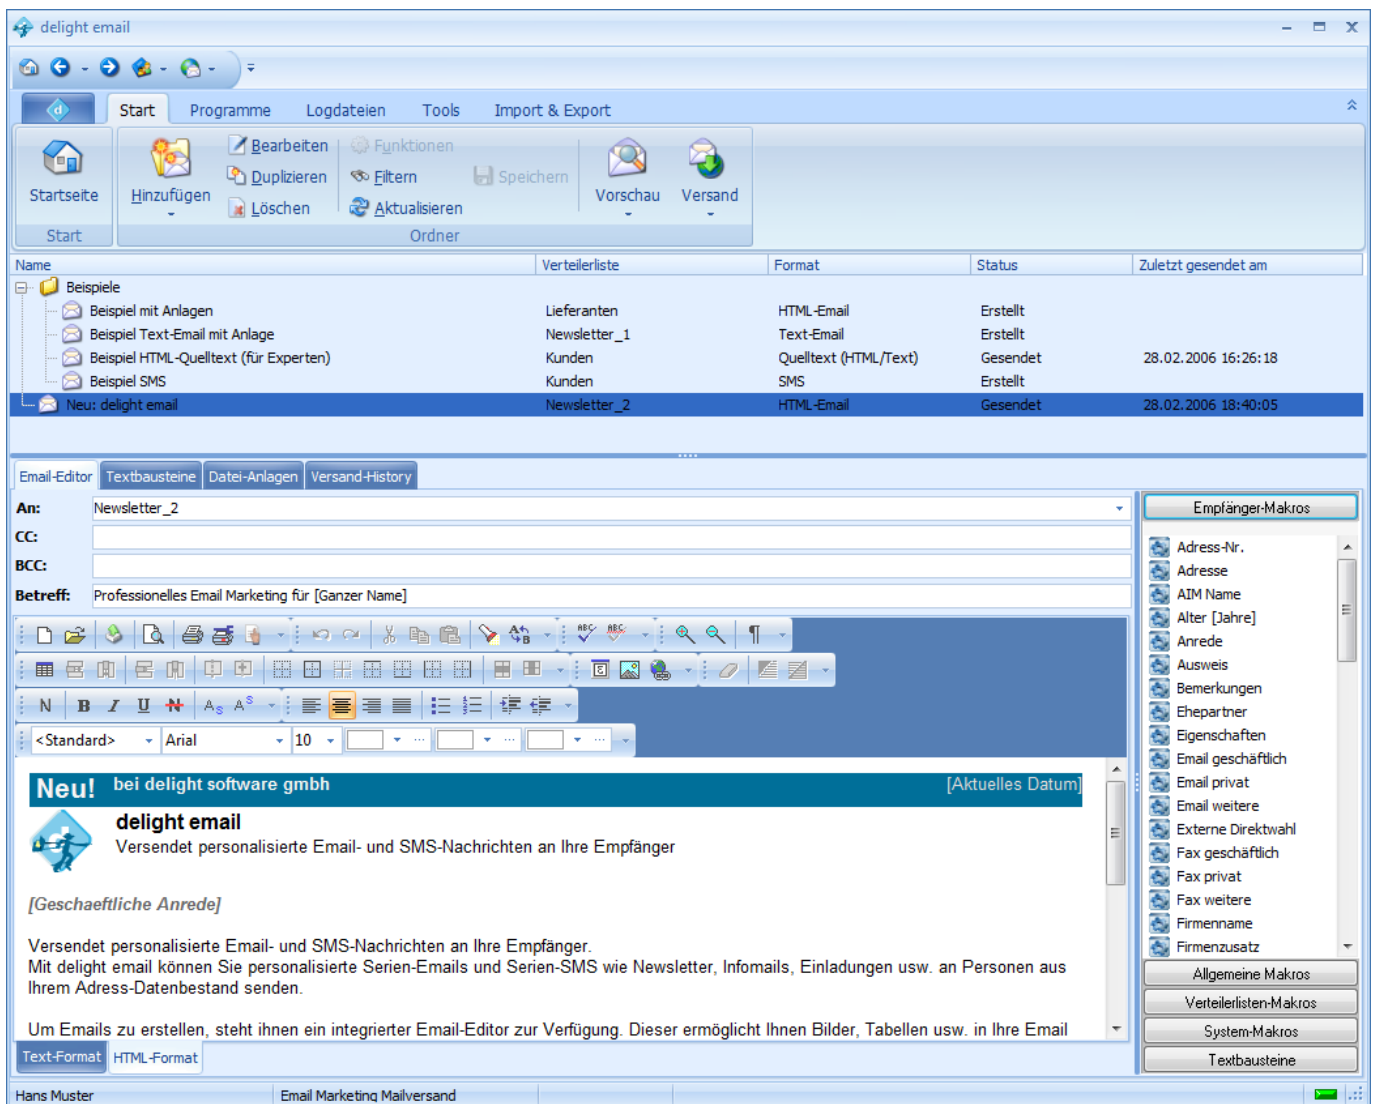 delight email
Start Programme Logdateien Tools Import & Export
Startseite
Start
Hinzufügen
Bearbeiten
Duplizieren
Löschen
Funktionen
Filtern
Aktualisieren
Speichern
Vorschau
Versand
Ordner
Name Verteilerliste Format Status Zuletzt gesendet am
Beispiele
Beispiel mit Anlagen Lieferanten HTML-Email Erstellt
Beispiel Text-Email mit Anlage Newsletter_1 Text-Email Erstellt
Beispiel HTML-Quelltext (für Experten) Kunden Quelltext (HTML/Text) Gesendet 28.02.2006 16:26:18
Beispiel SMS Kunden SMS Erstellt
Neu: delight email Newsletter_2 HTML-Email Gesendet 28.02.2006 18:40:05
Email-Editor Textbausteine Datei-Anlagen Versand-History
An: Newsletter_2
CC:
BCC:
Betreff: Professionelles Email Marketing für [Ganzer Name]
N B I U N A S A S
<Standard> Arial 10
Neu! bei delight software gmbh [Aktuelles Datum]
delight email
Versendet personalisierte Email- und SMS-Nachrichten an Ihre Empfänger
[Geschaeftliche Anrede]
Versendet personalisierte Email- und SMS-Nachrichten an Ihre Empfänger.
Mit delight email können Sie personalisierte Serien-Emails und Serien-SMS wie Newsletter, Infomails, Einladungen usw. an Personen aus
Ihrem Adress-Datenbestand senden.
Um Emails zu erstellen, steht ihnen ein integrierter Email-Editor zur Verfügung. Dieser ermöglicht Ihnen Bilder, Tabellen usw. in Ihre Email
Text-Format HTML-Format
Empfänger-Makros
Adress-Nr.
Adresse
AIM Name
Alter [Jahre]
Anrede
Ausweis
Bemerkungen
Ehepartner
Eigenschaften
Email geschäftlich
Email privat
Email weitere
Externe Direktwahl
Fax geschäftlich
Fax privat
Fax weitere
Firmenname
Firmenzusatz
Allgemeine Makros
Verteilerlisten-Makros
System-Makros
Textbausteine
Hans Muster Email Marketing Mailversand